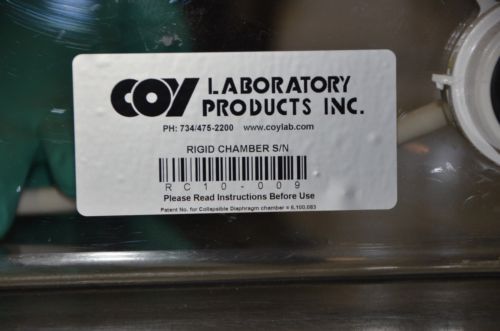 COY LABORATORY
PRODUCTS INC.
PH: 734/475-2200 www.coylab.com
RIGID CHAMBER S/N
RC10-009
Please Read Instructions Before Use
Patent No. for Collapsible Diaphragm chamber = 6,100,083